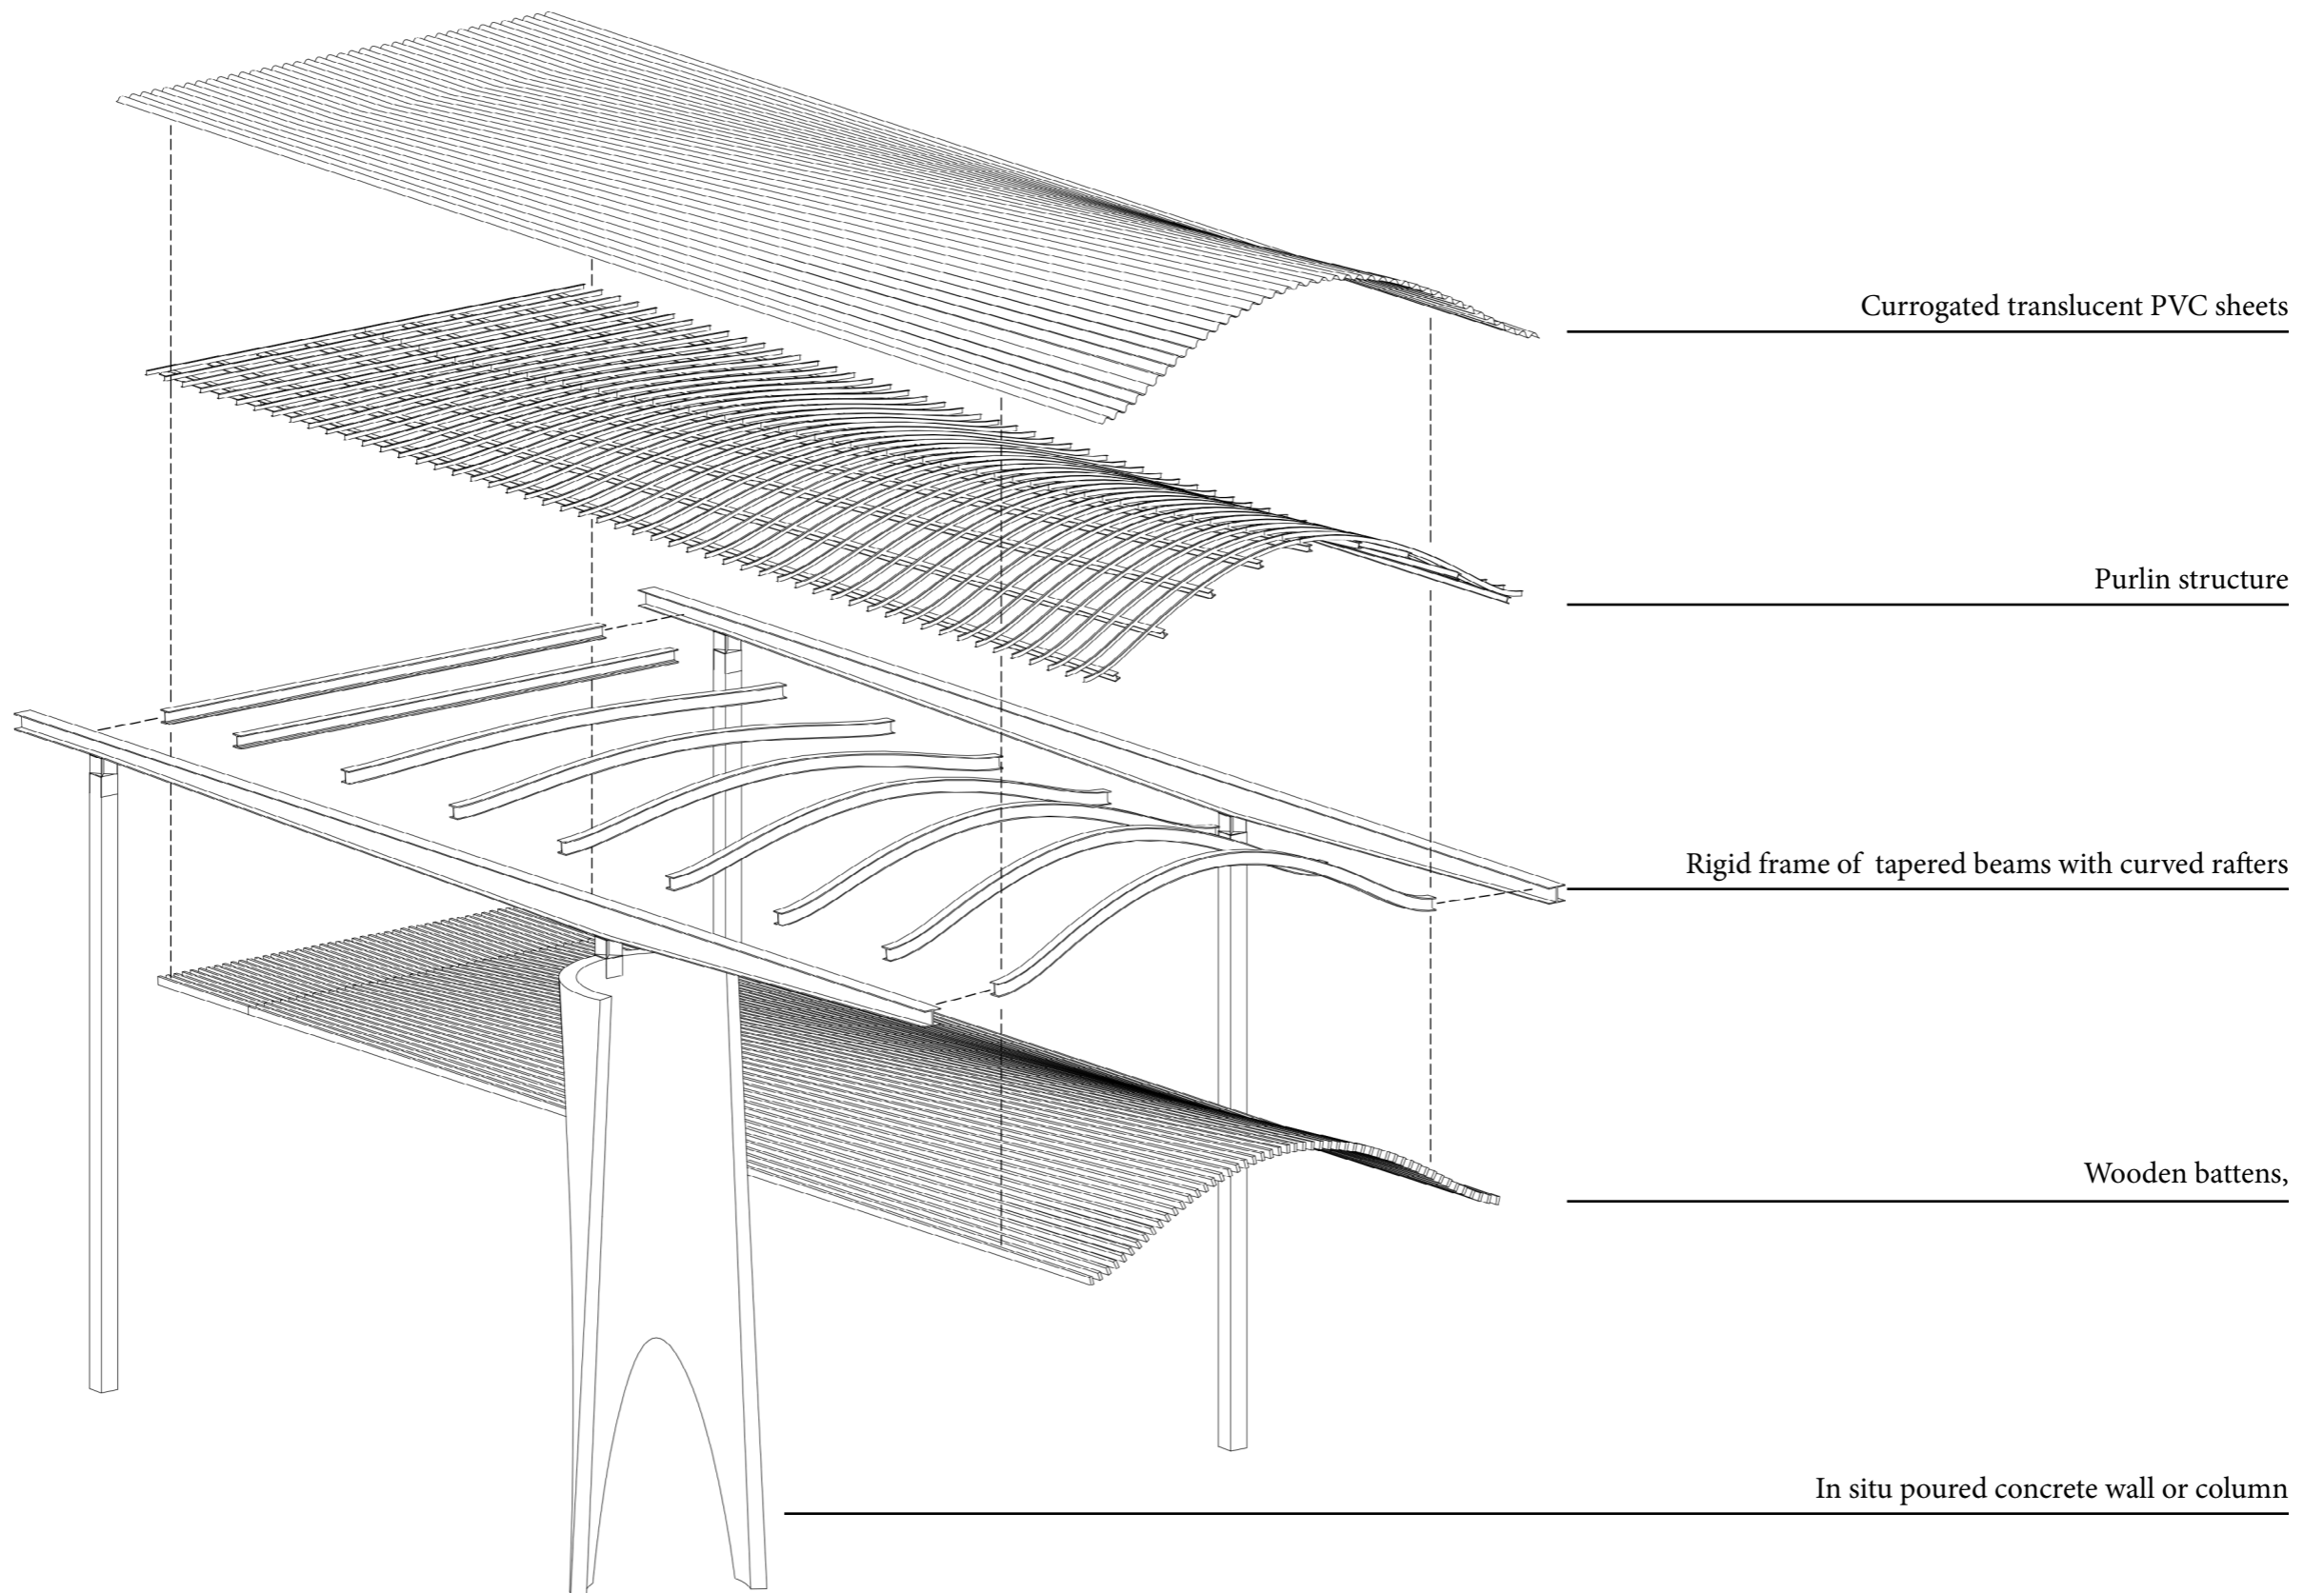 Currogated translucent PVC sheets
Purlin structure
Rigid frame of tapered beams with curved rafters
Wooden battens,
In situ poured concrete wall or column